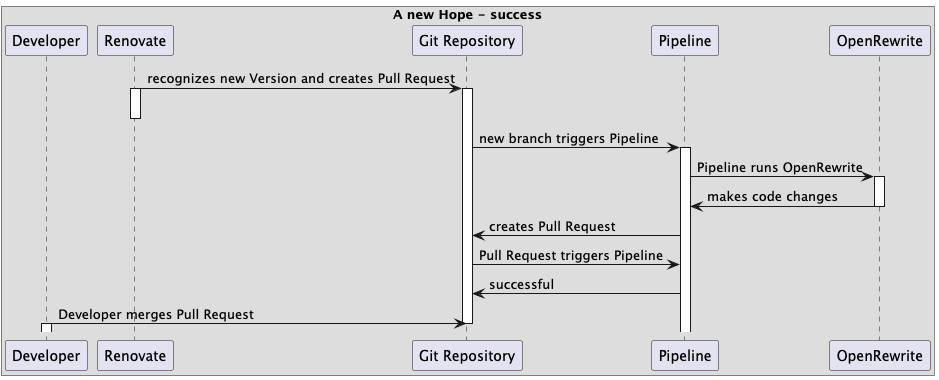 A new Hope - success
Developer
Renovate
Git Repository
Pipeline
OpenRewrite
recognizes new Version and creates Pull Request
new branch triggers Pipeline
Pipeline runs OpenRewrite
makes code changes
creates Pull Request
Pull Request triggers Pipeline
successful
Developer merges Pull Request
Developer
Renovate
Git Repository
Pipeline
OpenRewrite